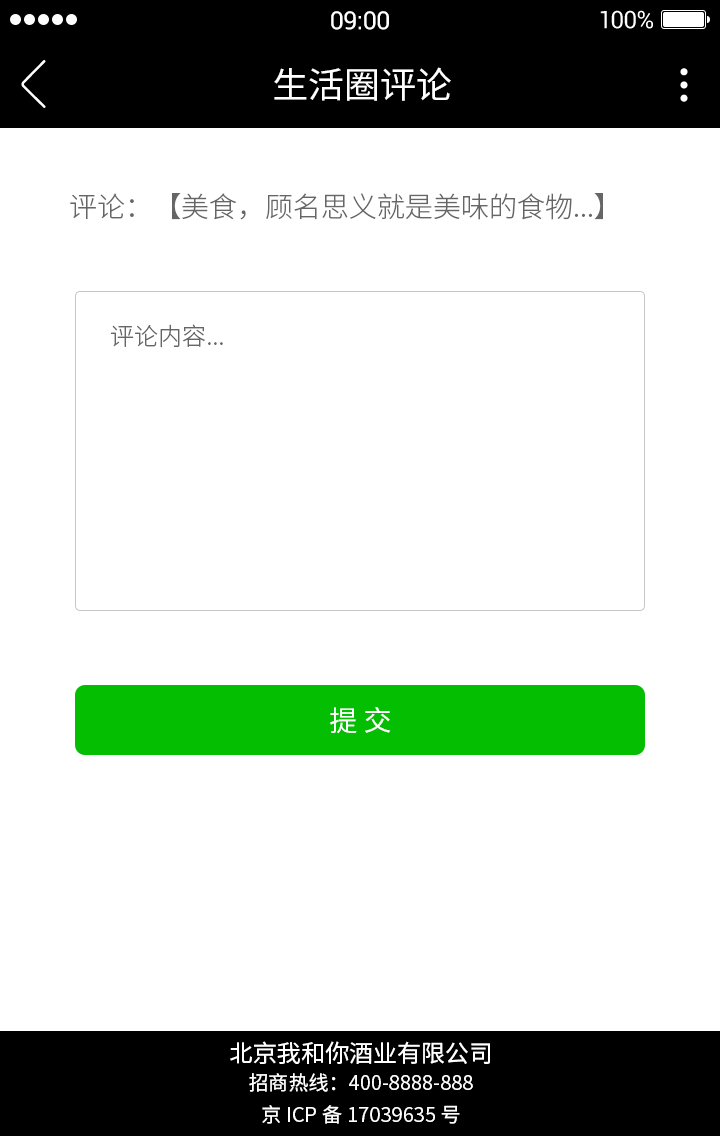 09:00
100%
生活圈评论
评论：【美食，顾名思义就是美味的食物...】
评论内容...
提 交
北京我和你酒业有限公司
招商热线：400-8888-888
京 ICP 备 17039635 号